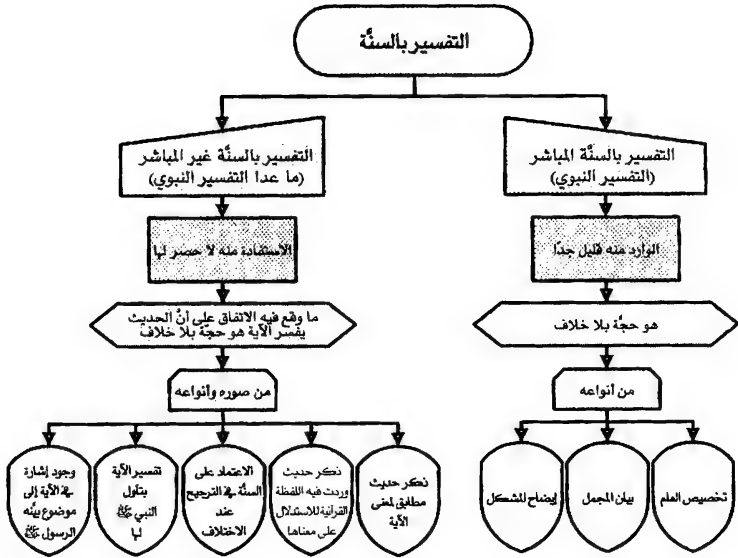 التفسير بالسنَّة
التفسير بالسنَّة المباشر
(التفسير النبوي)
الوارد منه قليل جدًا
هو حجَّة بلا خلاف
من أنواعه
تخصيص العام
بيان المجمل
إيضاح المشكل
التفسير بالسنَّة غير المباشر
(ما عدا التفسير النبوي)
الاستفادة منه لا حصر لها
ما وقع فيه الاتفاق على أنَّ الحديث
يفسر الآية هو حجَّة بلا خلاف
من صوره وأنواعه
ذكر حديث
مطابق لمعنى
الآية
ذكر حديث
وردت فيه اللفظة
القرآنية للاستدلال
على معناها
الاعتماد على
السنَّة في الترجيح
عند
الاختلاف
تفسير الآية
بتأول
النبي ﷺ
لها
وجود إشارة
في الآية إلى
موضوع بيَّنه
الرسول ﷺ